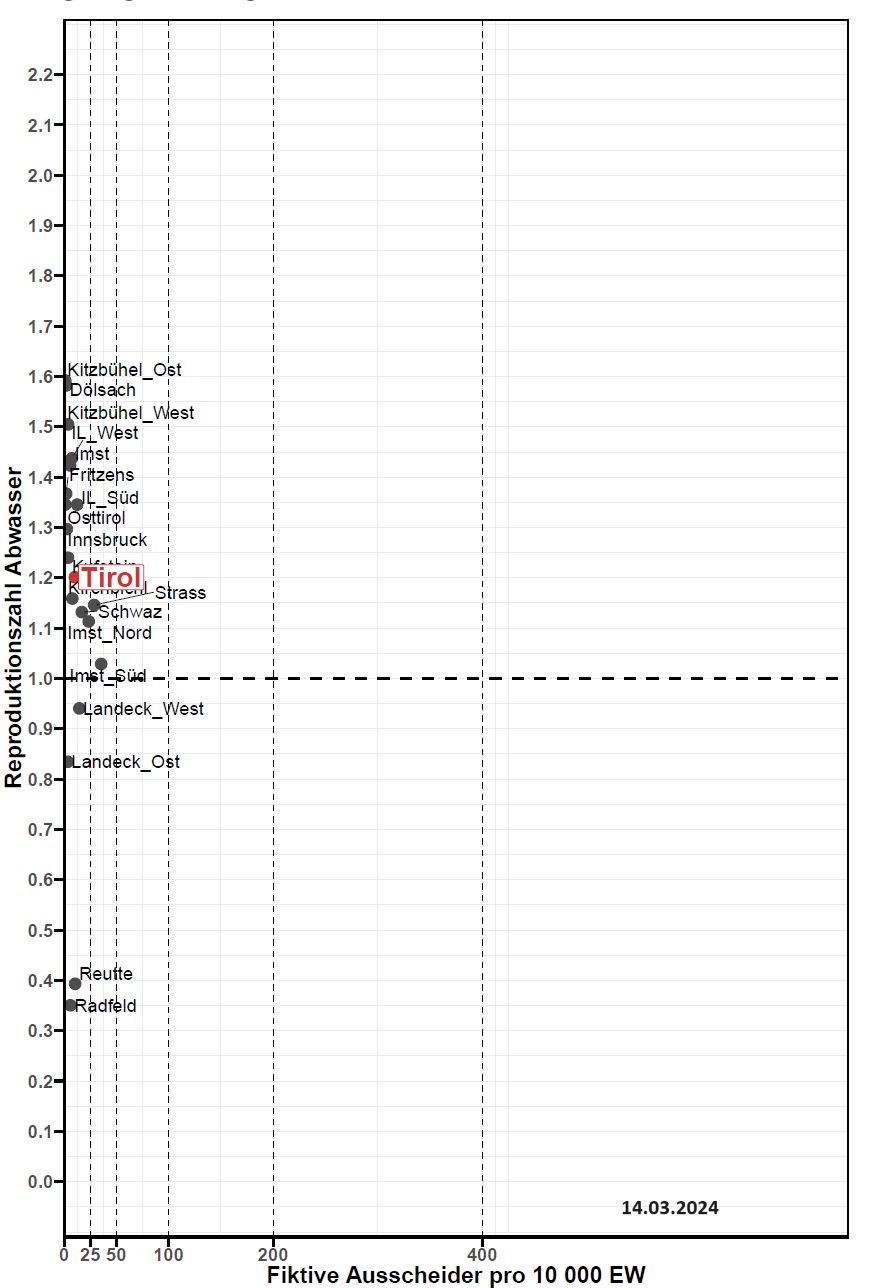 2.2
2.1
2.0
1.9
1.8
1.7
1.6
1.5
1.4
1.3
1.2
1.1
1.0
0.9
0.8
0.7
0.6
0.5
0.4
0.3
0.2
0.1
0.0
Reproduktionszahl Abwasser
Kitzbühel_Ost
Dölsach
Kitzbühel_West
IL_West
Imst
Fritzens
IL_Süd
Osttirol
Innsbruck
Tirol
Strass
Schwaz
Imst_Nord
Imst_Süd
Landeck_West
Landeck_Ost
Reutte
Radfeld
14.03.2024
0 25 50 100 200 400
Fiktive Ausscheider pro 10 000 EW